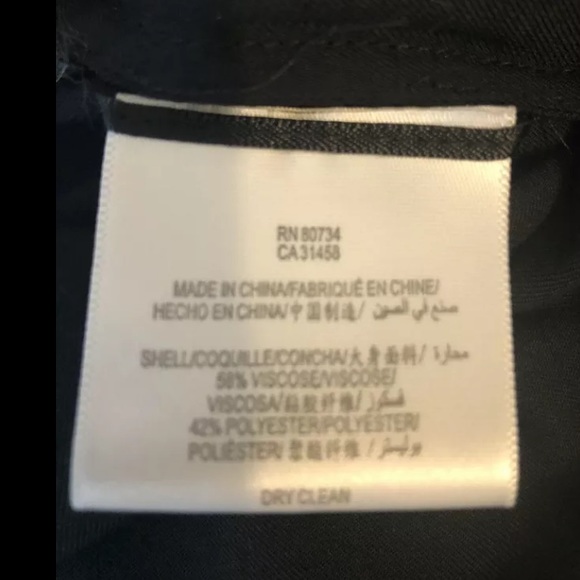 RN 80734
CA 31458
MADE IN CHINA/FABRIQUÉ EN CHINE/
HECHO EN CHINA/中国制造/ صنع في الصين
SHELL/COQUILLE/CONCHA/大身面料/ محارة
58% VISCOSE/VISCOSE/
VISCOSA/粘胶纤维/ فسكوز/
42% POLYESTER/POLYESTER/
POLIÉSTER/ 聚酯纤维 / بوليستر
DRY CLEAN